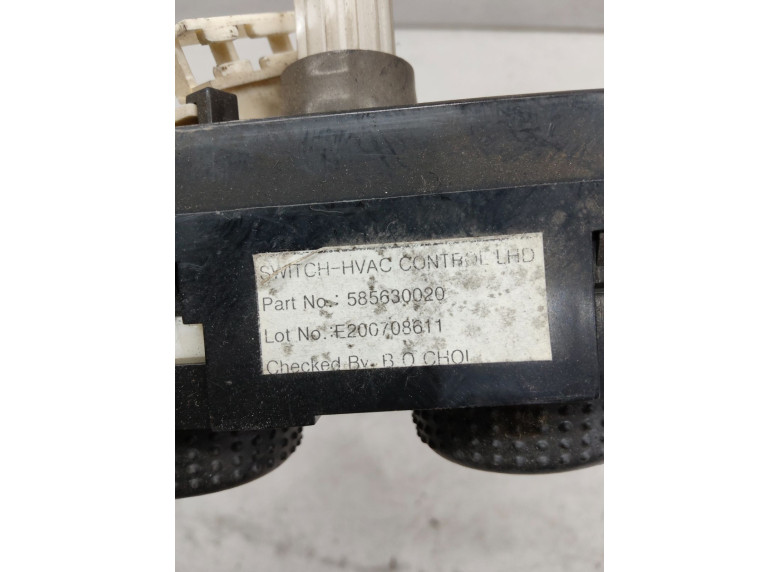 SWITCH-HVAC CONTROL LHD
Part No.: 585630020
Lot No.:E200708611
Checked By. B.O CHOI